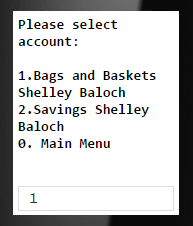 Please select
account:
1.Bags and Baskets
Shelley Baloch
2.Savings Shelley
Baloch
0. Main Menu
1